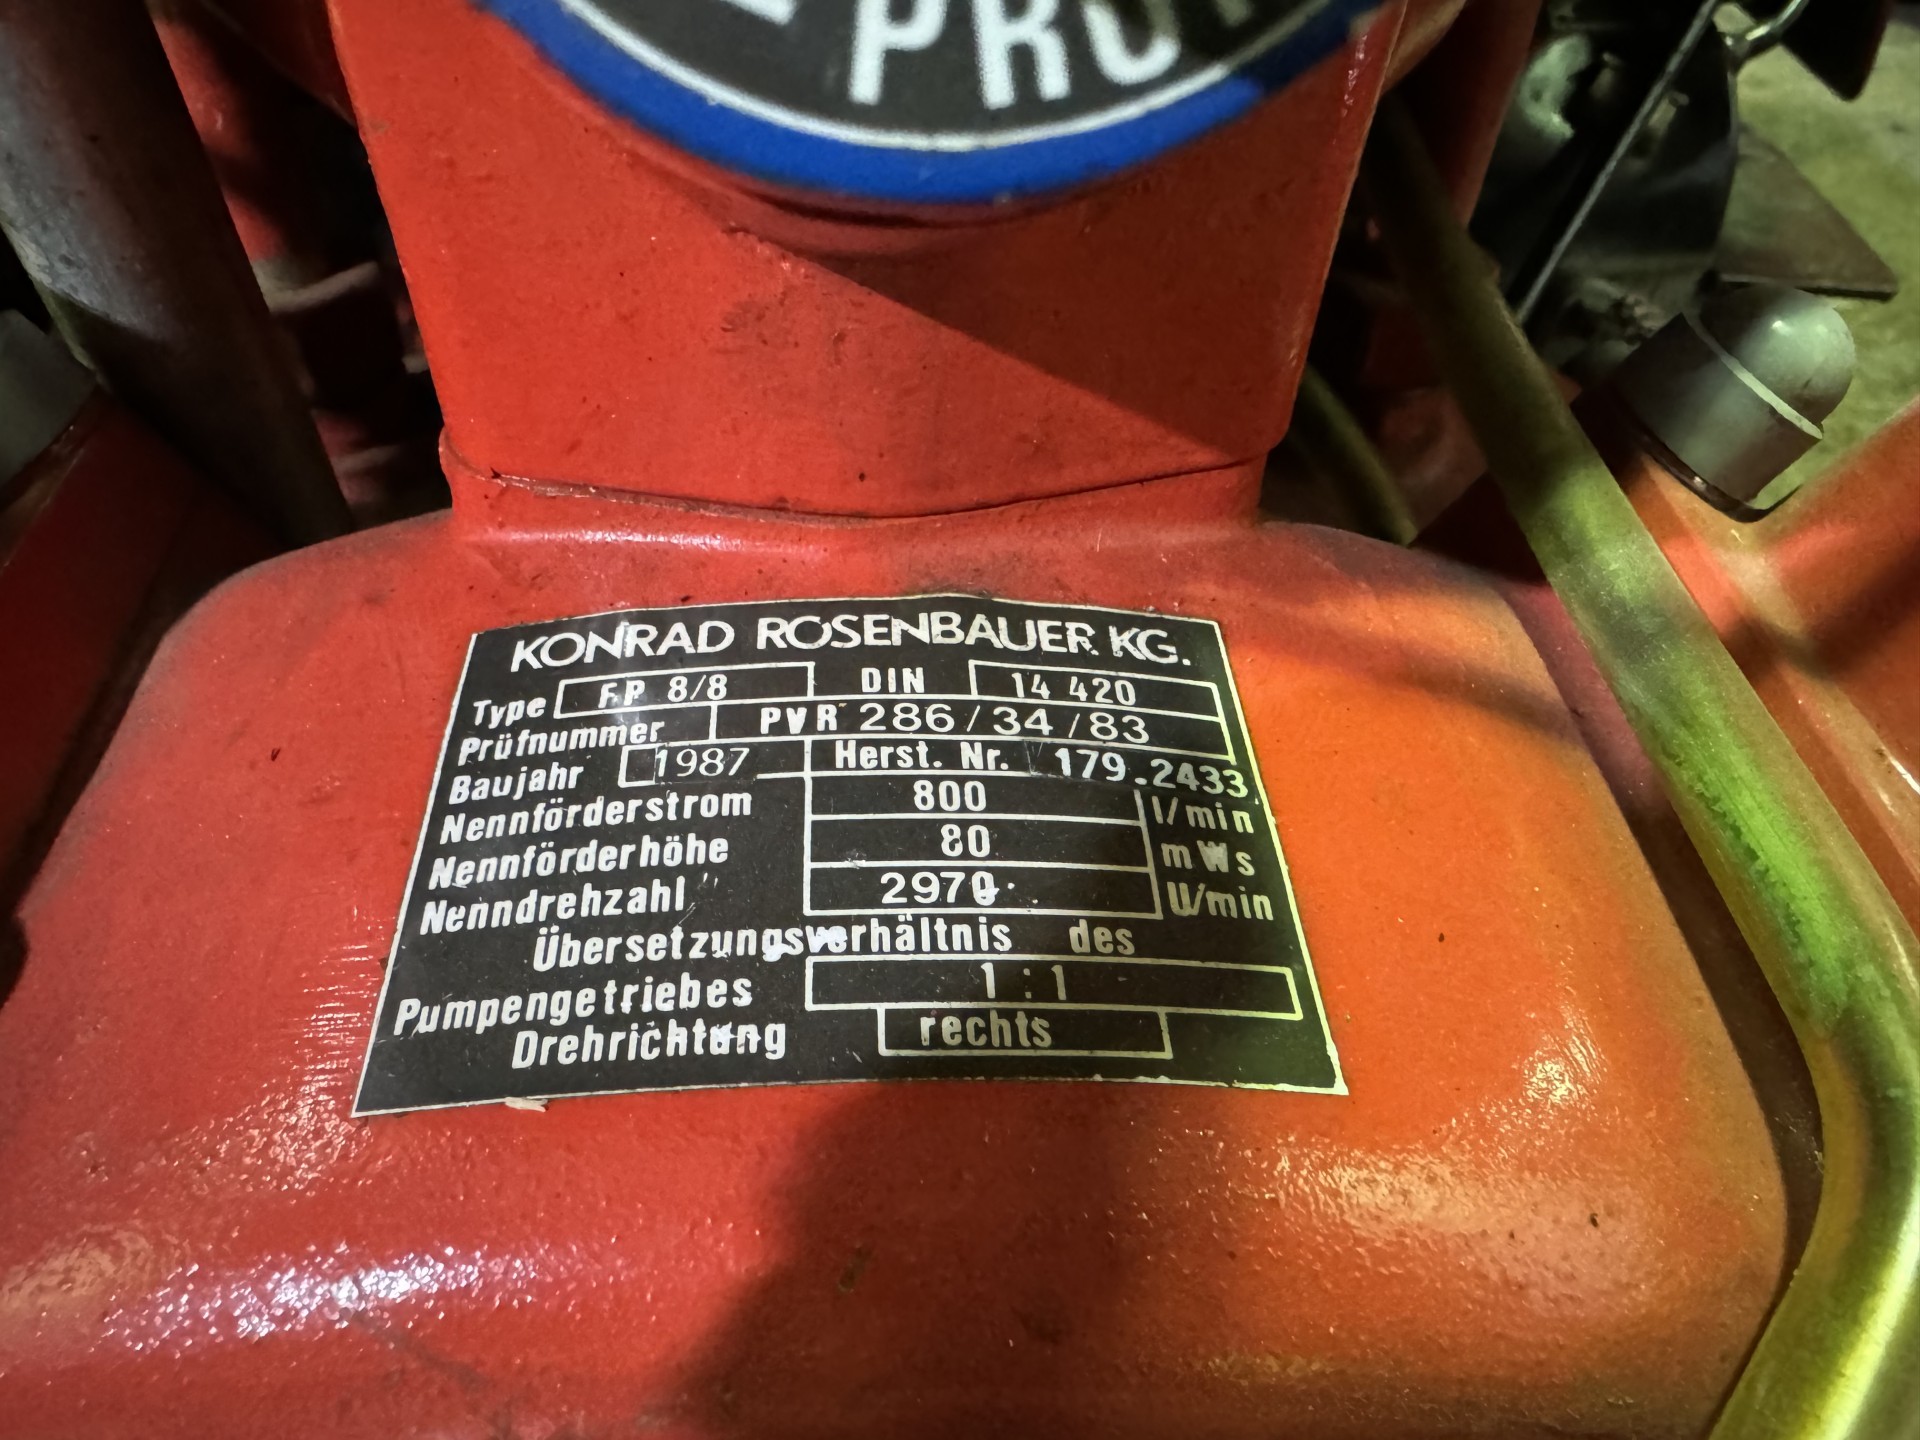 PRO
KONRAD ROSENBAUER KG.
Type FP 8/8 DIN 14 420
Prüfnummer PVR 286/34/83
Baujahr 1987 Herst. Nr. 179.2433
Nennförderstrom 800 l/min
Nennförderhöhe 80 mWs
Nenndrehzahl 2970 U/min
Übersetzungsverhältnis des
Pumpengetriebes 1:1
Drehrichtung rechts